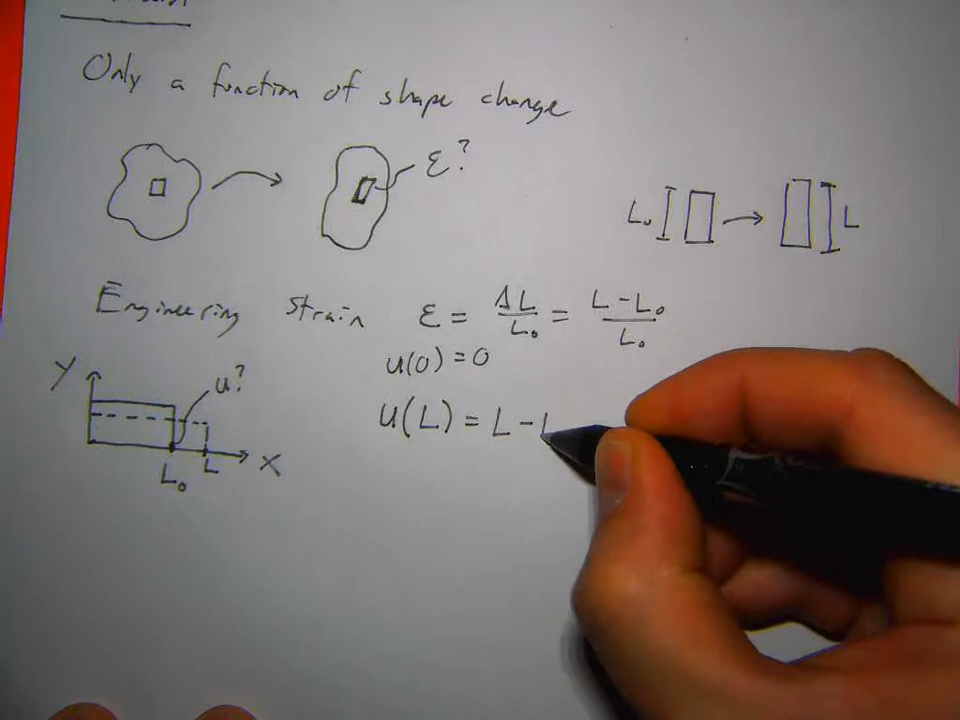 Only a function of shape change
ε?
L₀ L
Engineering strain ε = ΔL/L₀ = L-L₀/L₀
u(0) = 0
Y u?
u(L) = L - L
L₀ L X